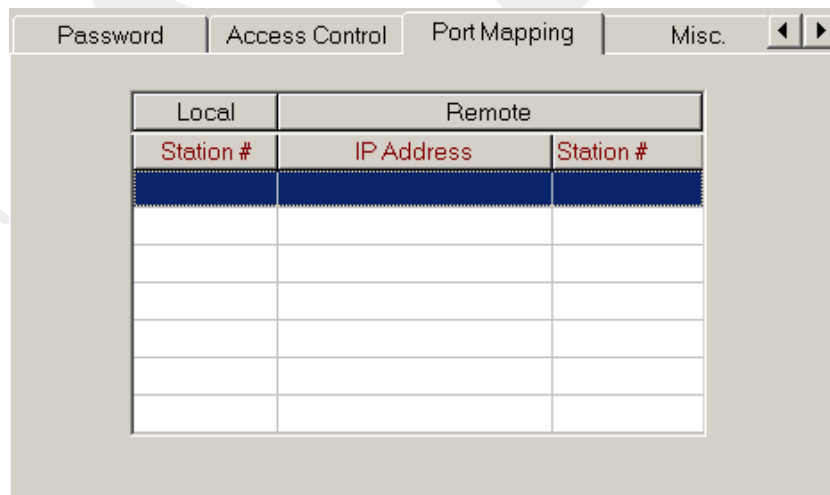 Password Access Control Port Mapping Misc.
Local Remote
Station # IP Address Station #